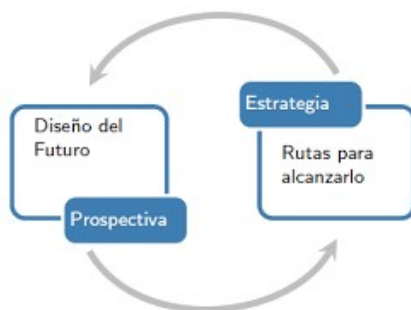 Diseño del
Futuro
Prospectiva
Estrategia
Rutas para
alcanzarlo